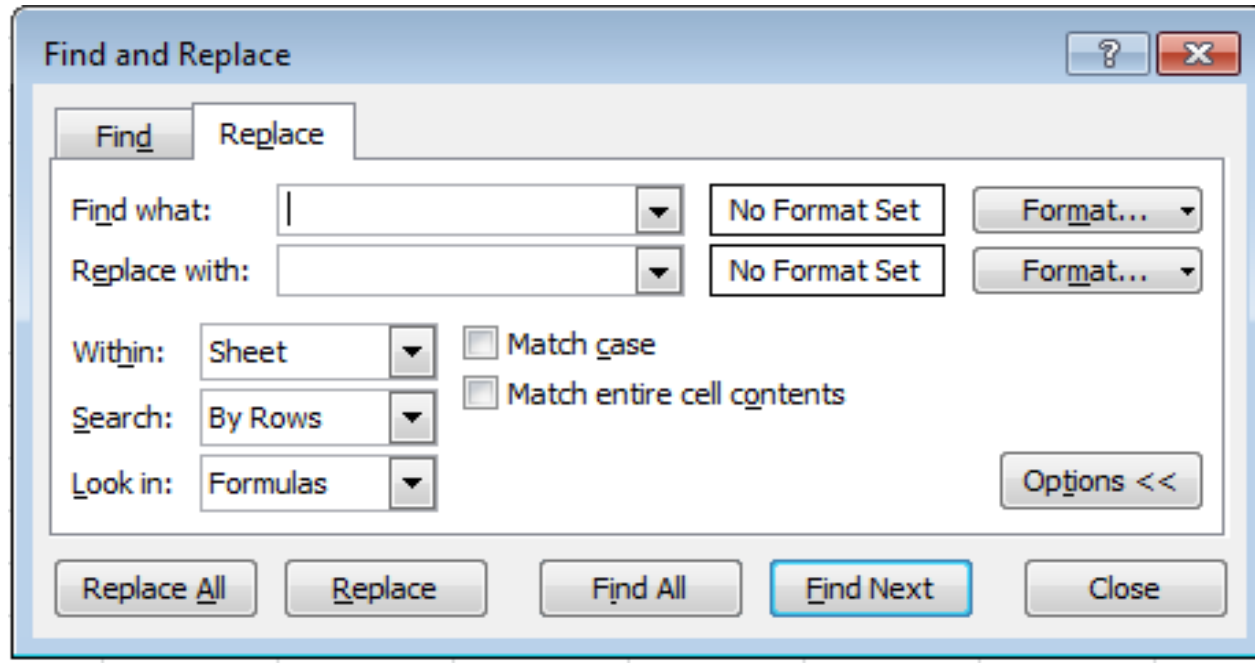 Find and Replace ?
Find Replace
Find what: No Format Set Format...
Replace with: No Format Set Format...
Within: Sheet Match case
Match entire cell contents
Search: By Rows
Look in: Formulas Options <<
Replace All Replace Find All Find Next Close